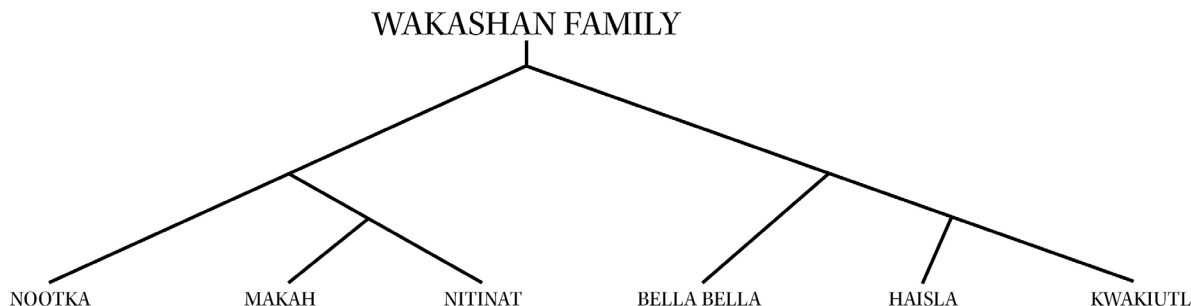 WAKASHAN FAMILY
NOOTKA MAKAH NITINAT BELLA BELLA HAISLA KWAKIUTL